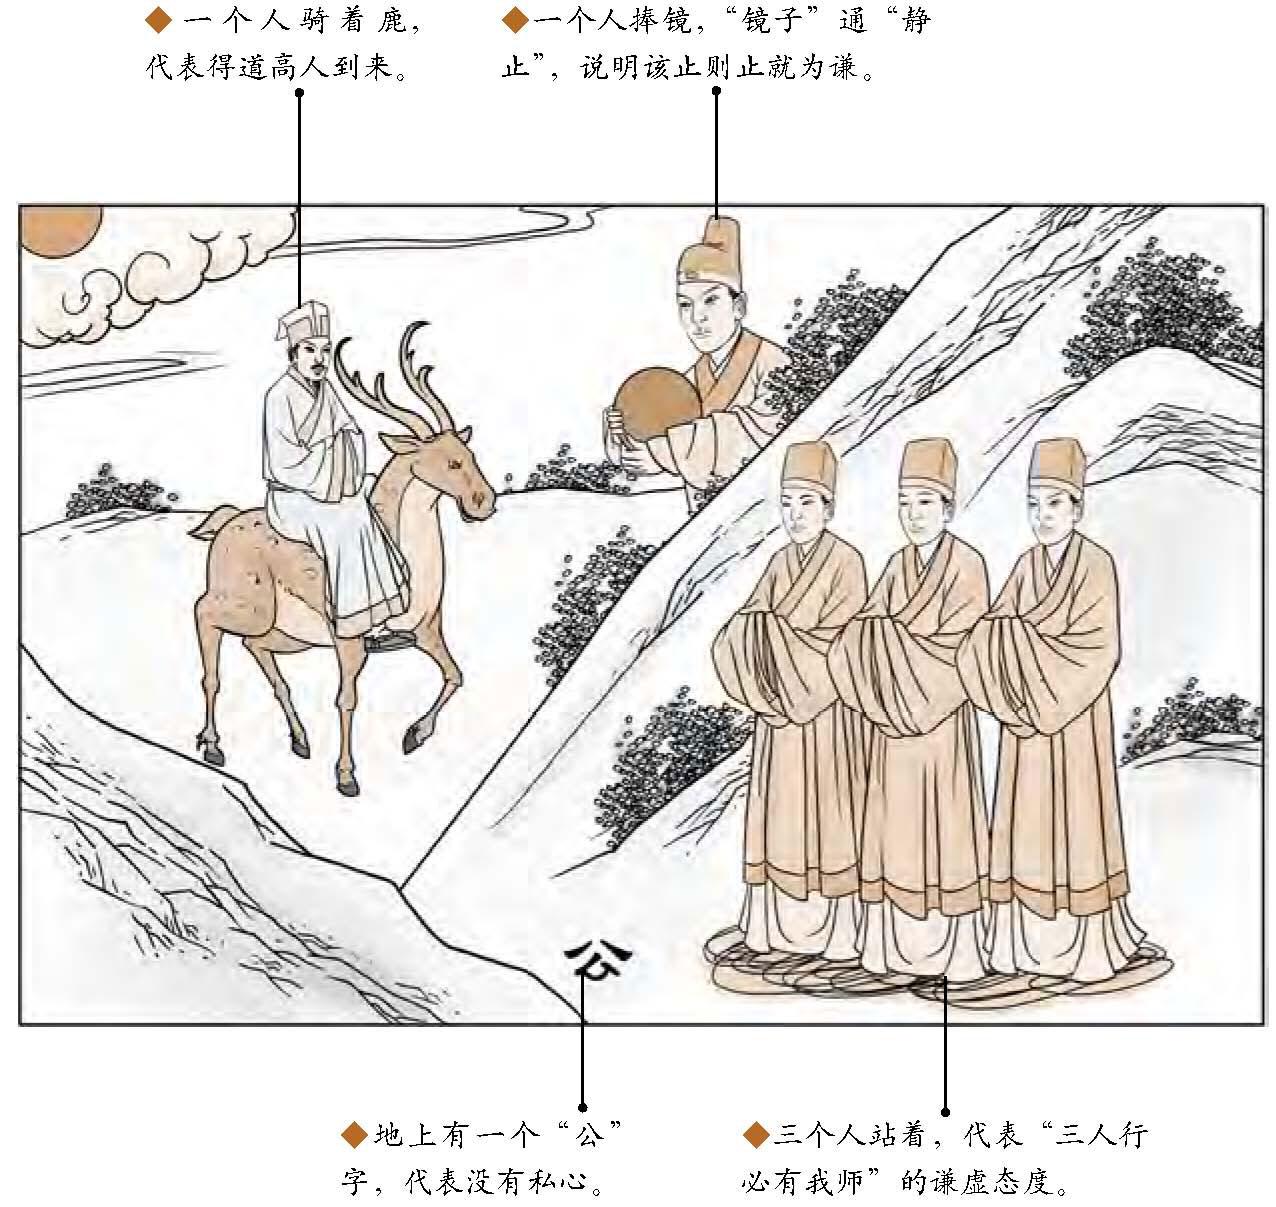 ◆一个人骑着鹿，
代表得道高人到来。
◆一个人捧镜，“镜子”通“静
止”，说明该止则止就为谦。
公
◆地上有一个“公”
字，代表没有私心。
◆三个人站着，代表“三人行
必有我师”的谦虚态度。